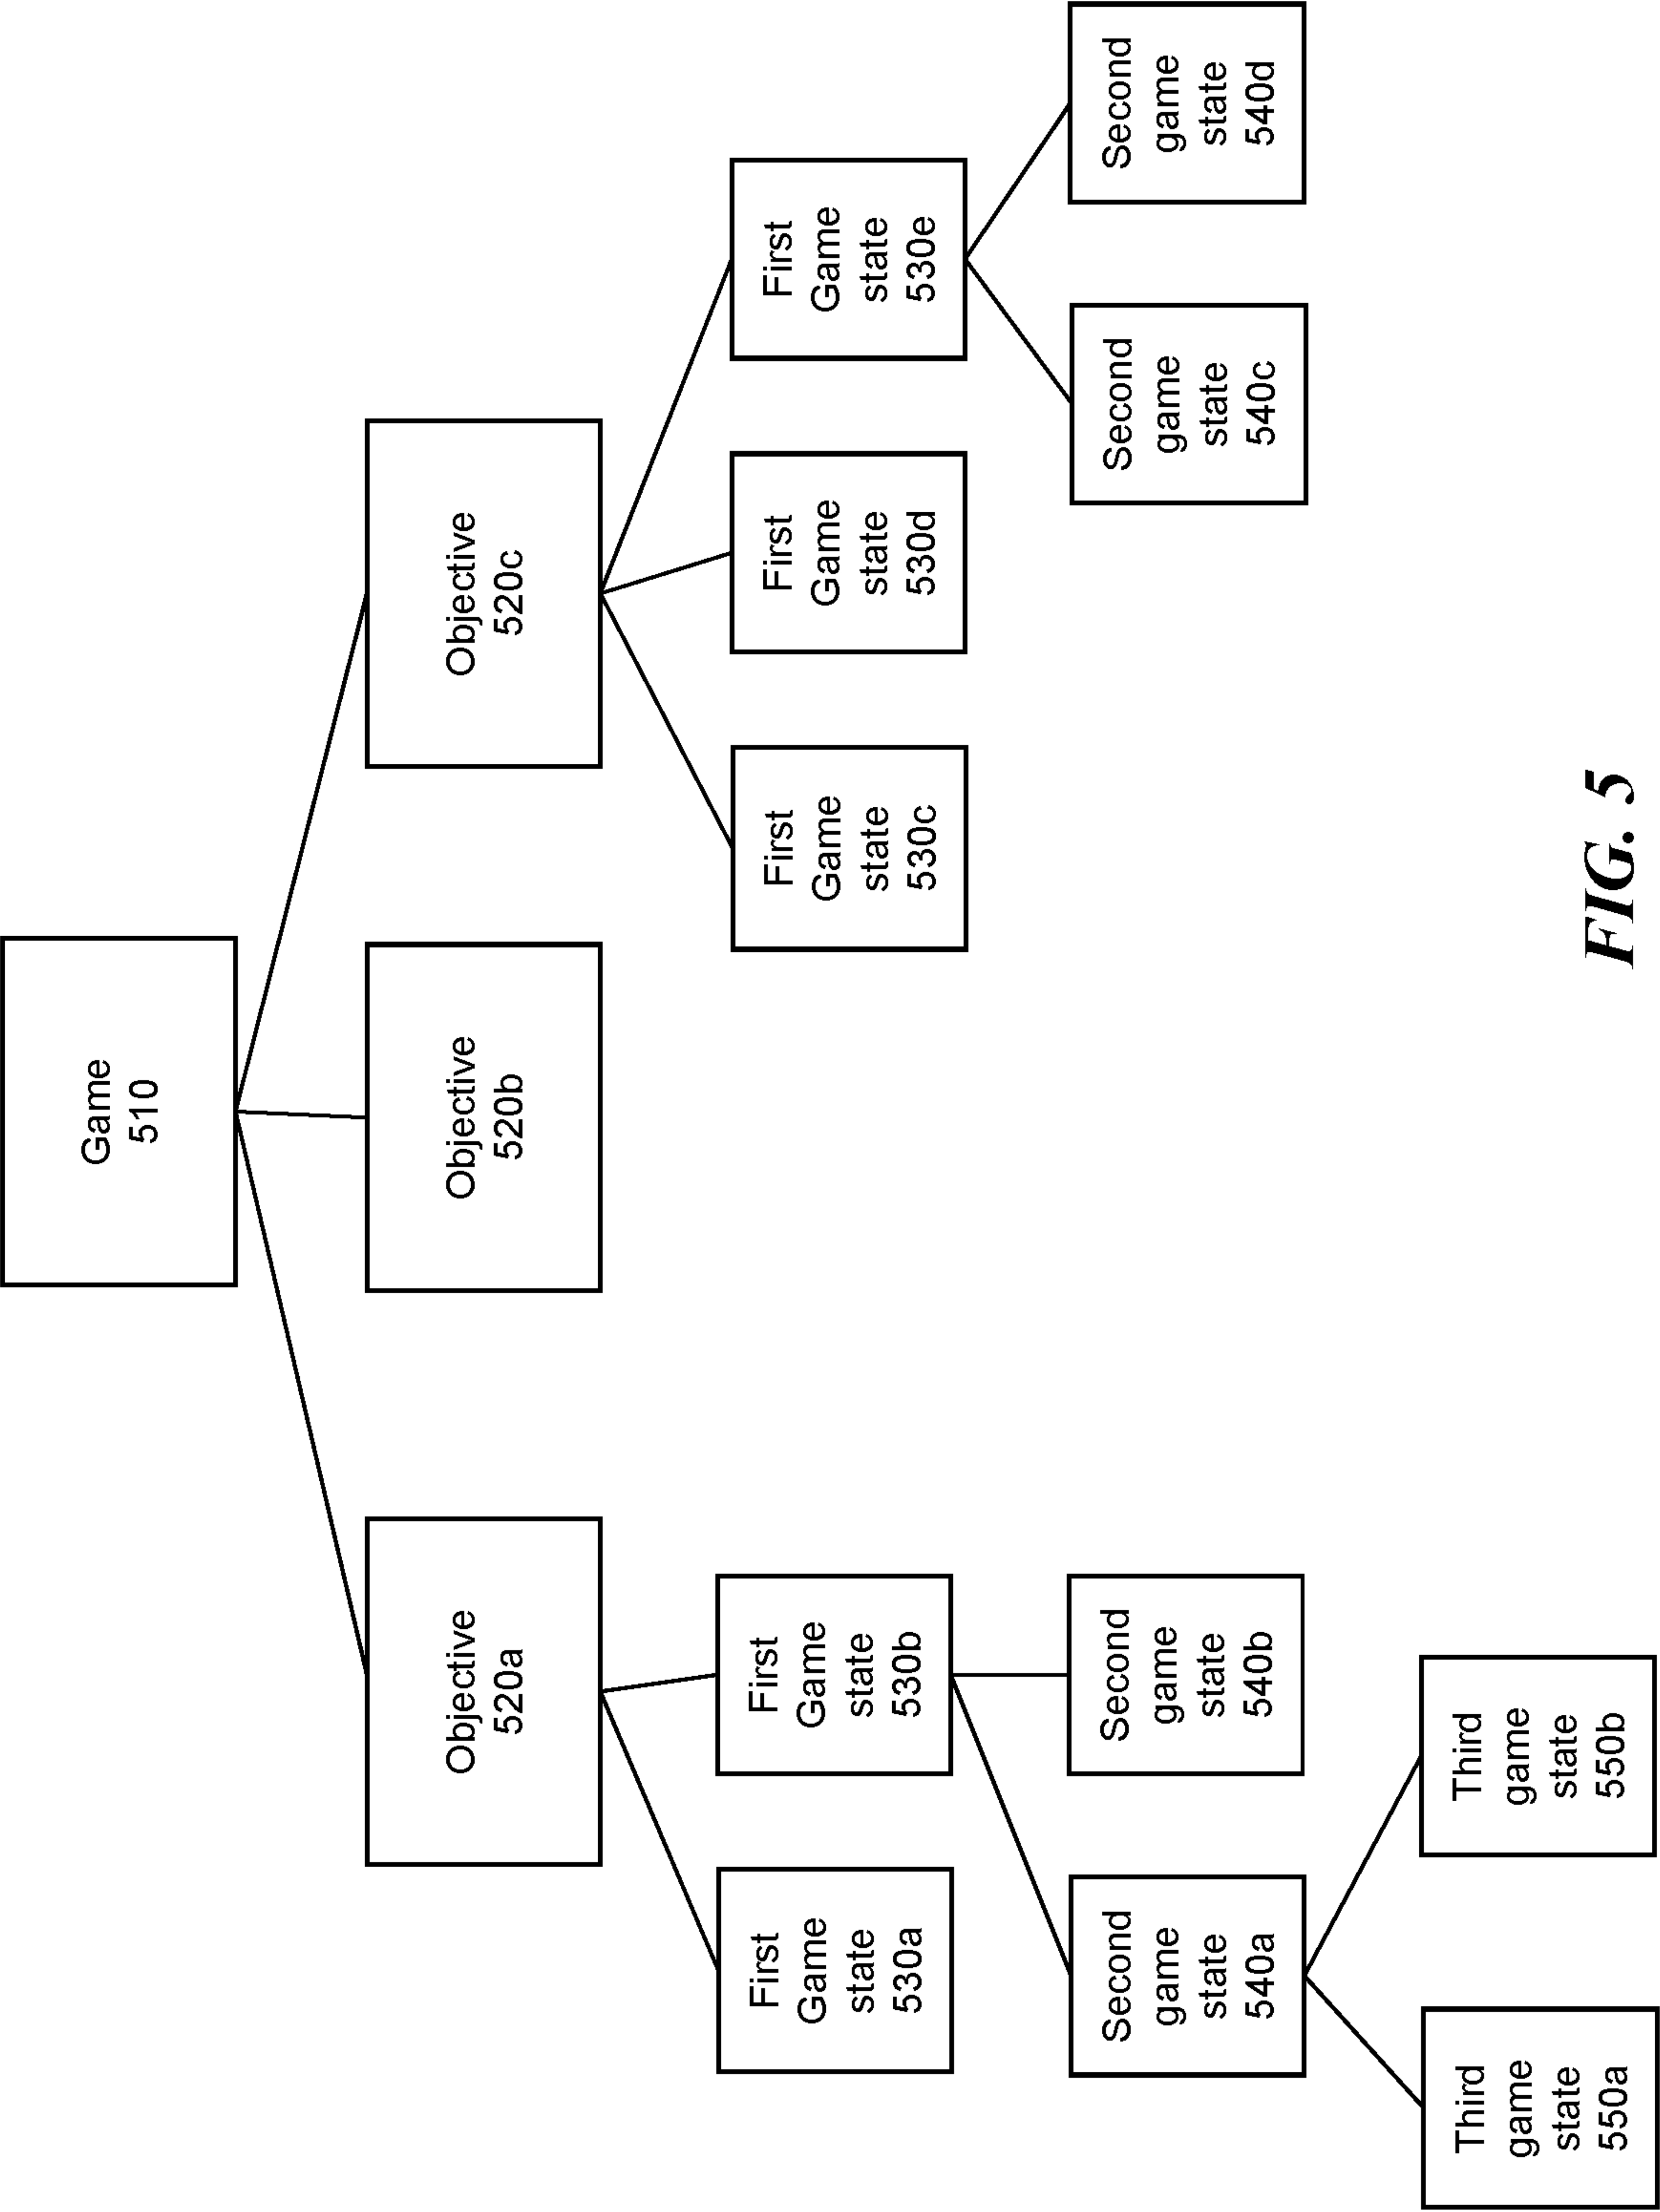 Game
510
Objective
520a
Objective
520b
Objective
520c
First
Game
state
530a
First
Game
state
530b
First
Game
state
530c
First
Game
state
530d
First
Game
state
530e
Second
game
state
540a
Second
game
state
540b
Second
game
state
540c
Second
game
state
540d
Third
game
state
550a
Third
game
state
550b
FIG. 5